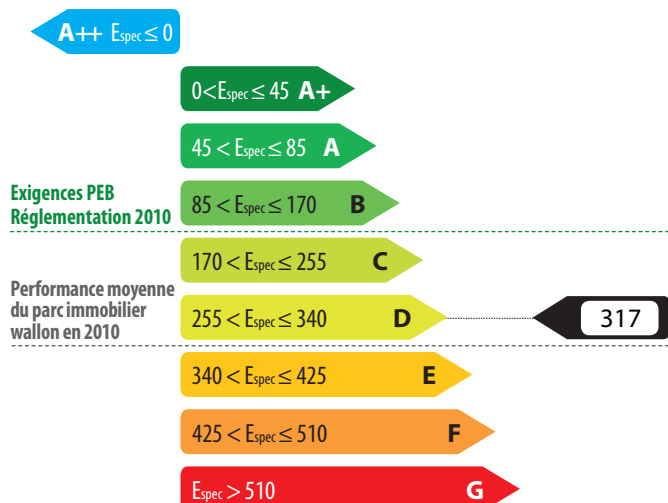 A++ Espec ≤ 0
0 < Espec ≤ 45 A+
45 < Espec ≤ 85 A
Exigences PEB
Réglementation 2010
85 < Espec ≤ 170 B
170 < Espec ≤ 255 C
Performance moyenne
du parc immobilier
wallon en 2010
255 < Espec ≤ 340 D
317
340 < Espec ≤ 425 E
425 < Espec ≤ 510 F
Espec > 510 G